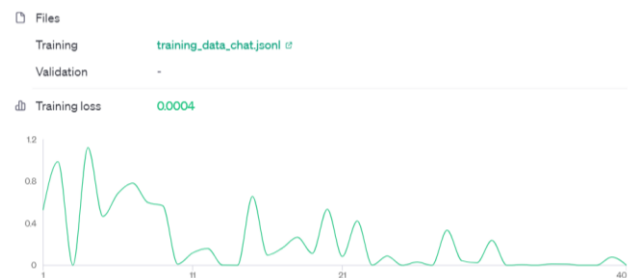 Files
Training training_data_chat.jsonl
Validation -
Training loss 0.0004
1.2
0.8
0.4
0
1 11 21 40